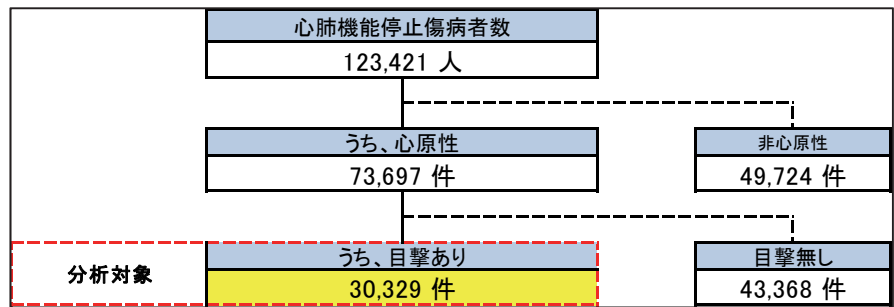 心肺機能停止傷病者数
123,421 人
うち、心原性
非心原性
73,697 件
49,724 件
うち、目撃あり
目撃無し
分析対象
30,329 件
43,368 件